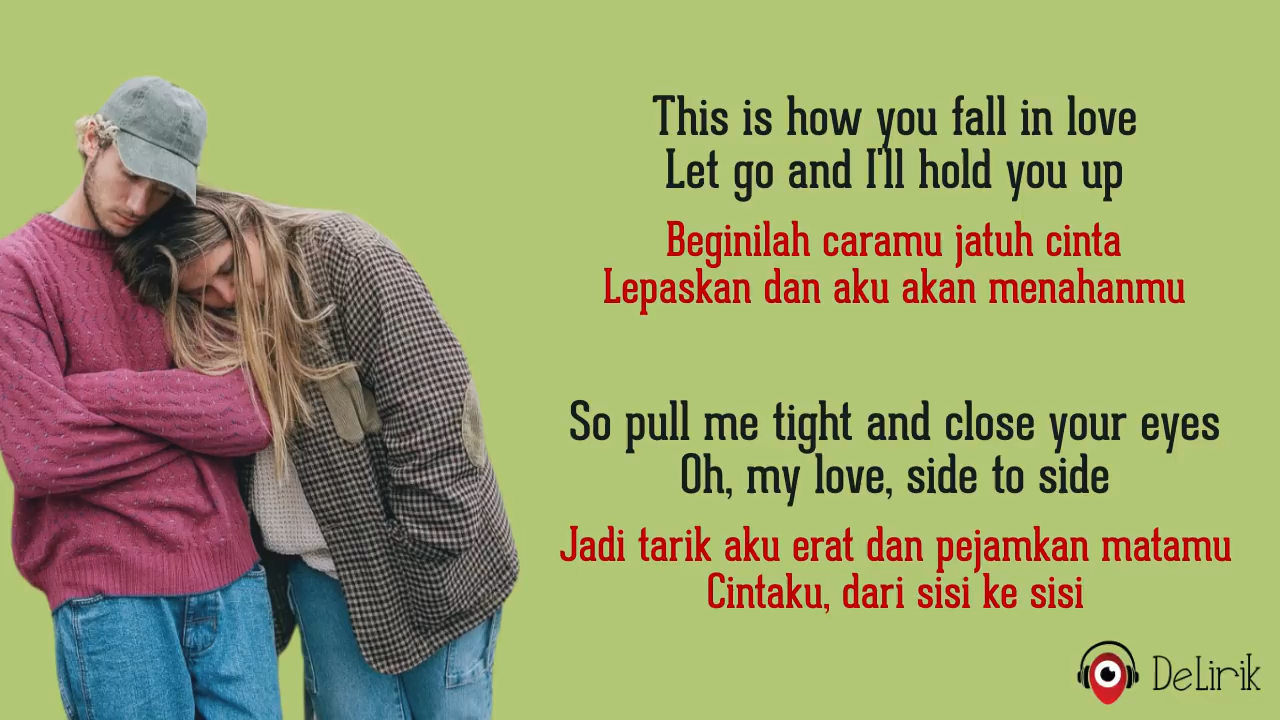 This is how you fall in love
Let go and I'll hold you up
Beginilah caramu jatuh cinta
Lepaskan dan aku akan menahanmu
So pull me tight and close your eyes
Oh, my love, side to side
Jadi tarik aku erat dan pejamkan matamu
Cintaku, dari sisi ke sisi
DeLirik